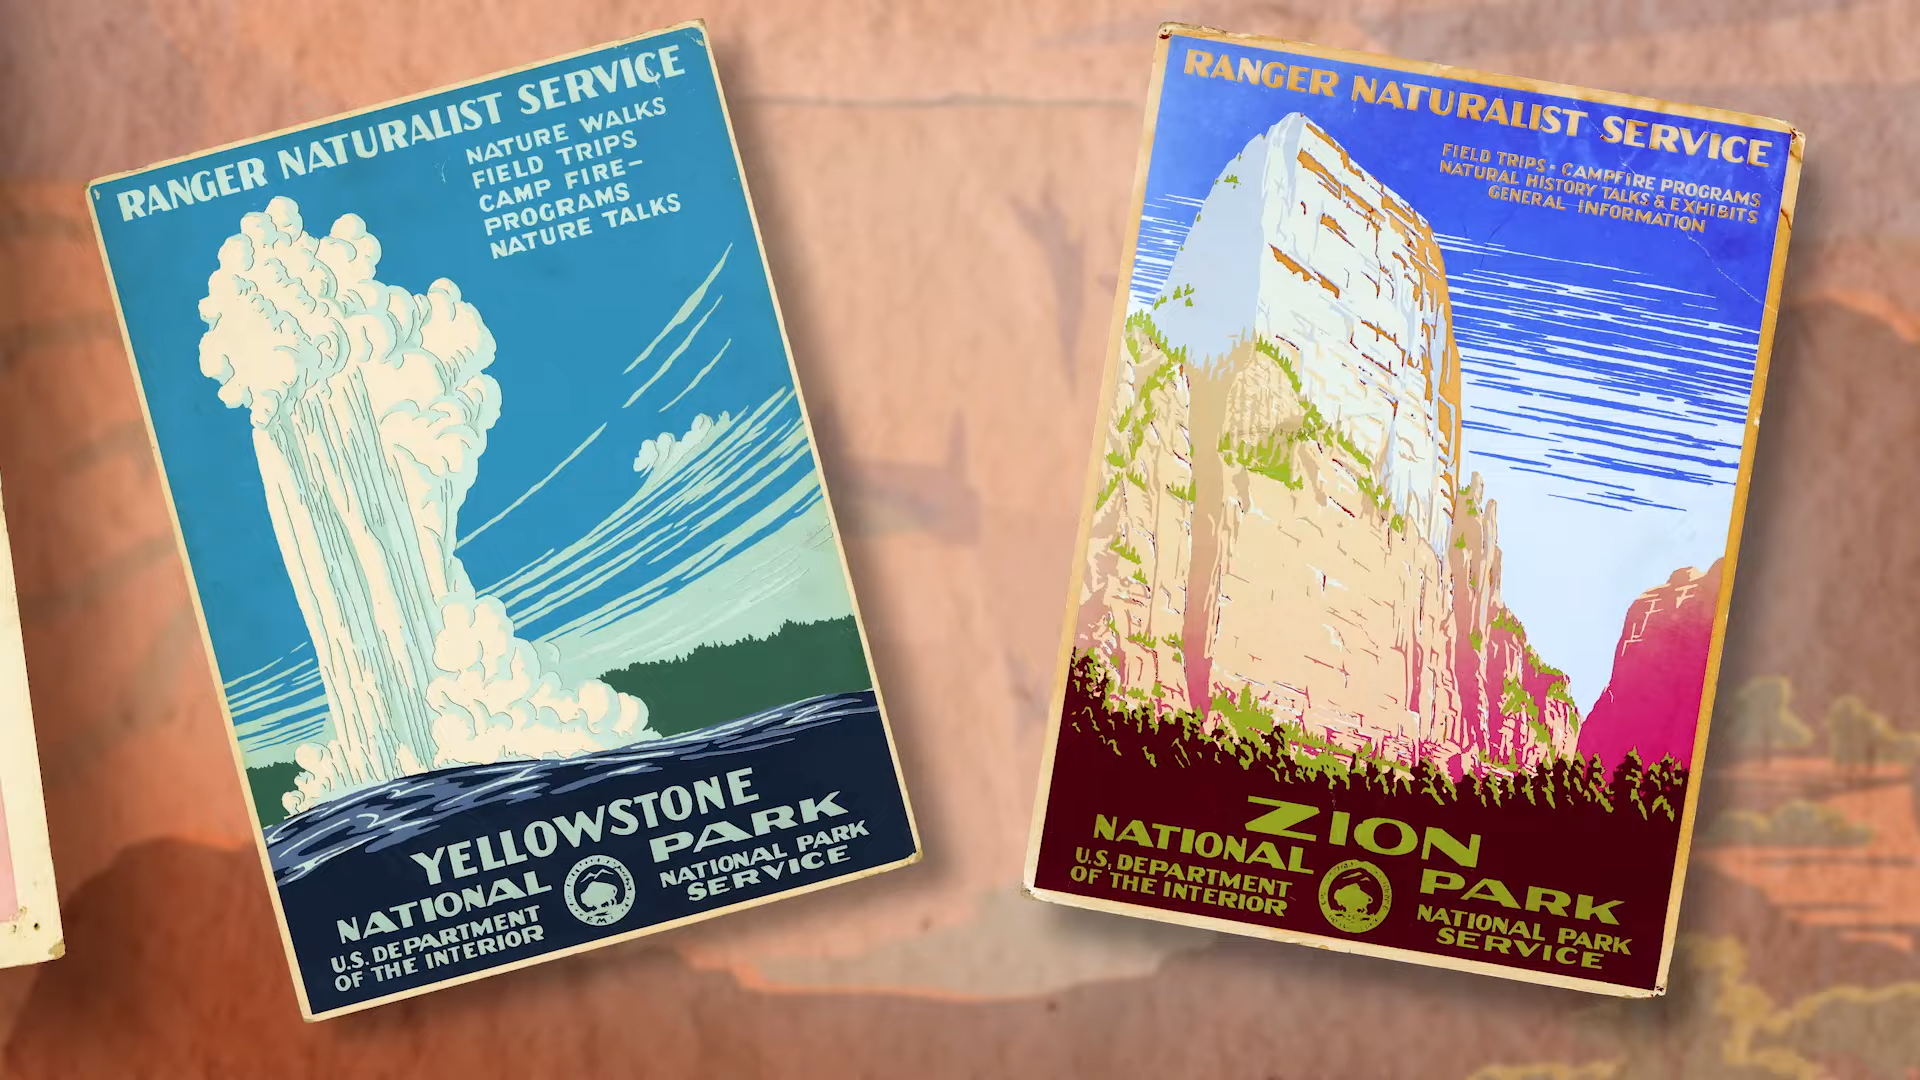 RANGER NATURALIST SERVICE
NATURE WALKS
FIELD TRIPS
CAMP FIRE-
PROGRAMS
NATURE TALKS
YELLOWSTONE
NATIONAL PARK
U.S. DEPARTMENT
OF THE INTERIOR
NATIONAL PARK
SERVICE
RANGER NATURALIST SERVICE
FIELD TRIPS - CAMPFIRE PROGRAMS
NATURAL HISTORY TALKS & EXHIBITS
GENERAL INFORMATION
ZION
NATIONAL PARK
U.S. DEPARTMENT
OF THE INTERIOR
NATIONAL PARK
SERVICE